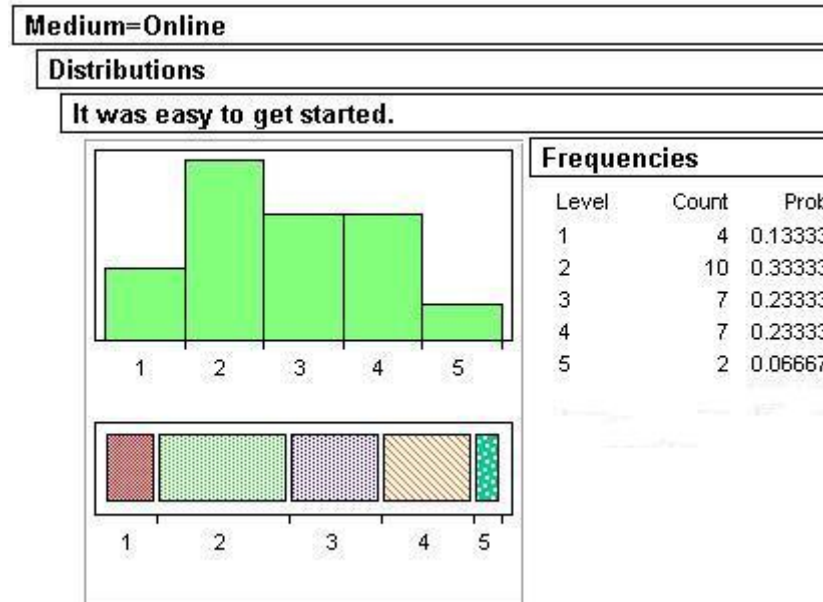 Medium=Online
Distributions
It was easy to get started.
Frequencies
Level Count Prob
1 4 0.13333
2 10 0.33333
3 7 0.23333
4 7 0.23333
5 2 0.06667
1 2 3 4 5
1 2 3 4 5